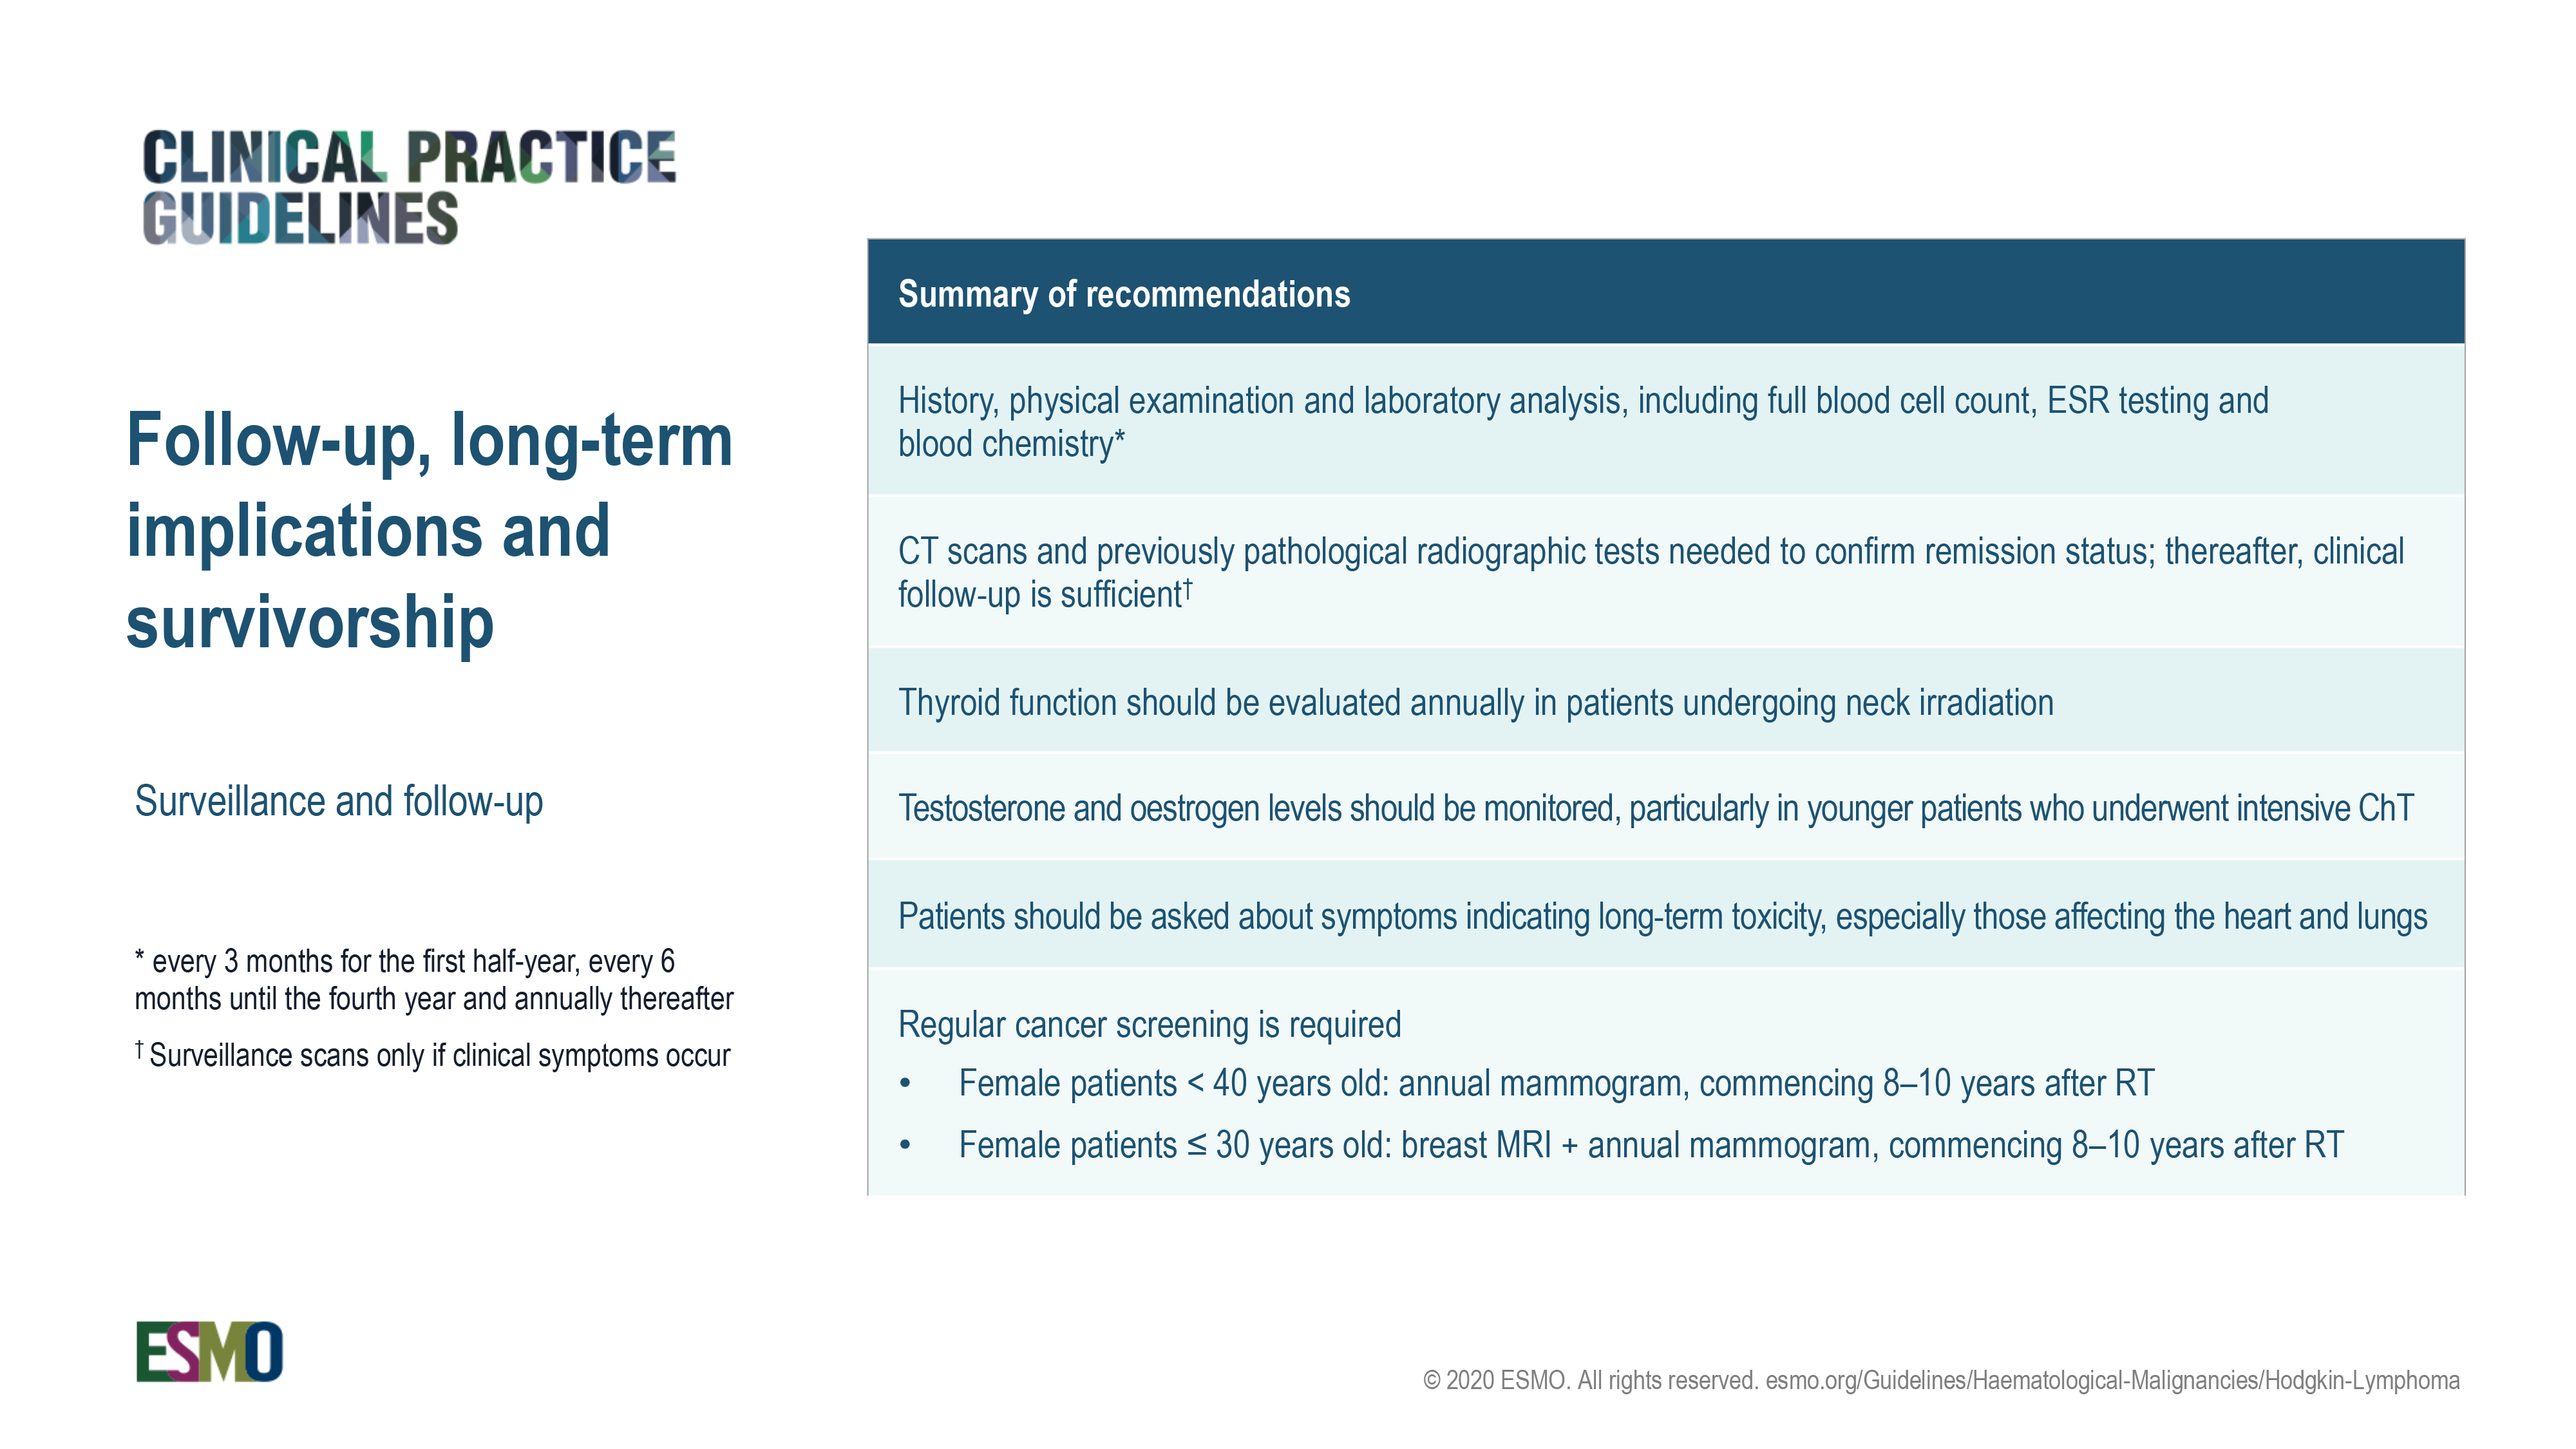 CLINICAL PRACTICE
GUIDELINES
Follow-up, long-term
implications and
survivorship
Surveillance and follow-up
* every 3 months for the first half-year, every 6
months until the fourth year and annually thereafter
† Surveillance scans only if clinical symptoms occur
Summary of recommendations
History, physical examination and laboratory analysis, including full blood cell count, ESR testing and
blood chemistry*
CT scans and previously pathological radiographic tests needed to confirm remission status; thereafter, clinical
follow-up is sufficient†
Thyroid function should be evaluated annually in patients undergoing neck irradiation
Testosterone and oestrogen levels should be monitored, particularly in younger patients who underwent intensive ChT
Patients should be asked about symptoms indicating long-term toxicity, especially those affecting the heart and lungs
Regular cancer screening is required
• Female patients < 40 years old: annual mammogram, commencing 8–10 years after RT
• Female patients ≤ 30 years old: breast MRI + annual mammogram, commencing 8–10 years after RT
ESMO
© 2020 ESMO. All rights reserved. esmo.org/Guidelines/Haematological-Malignancies/Hodgkin-Lymphoma